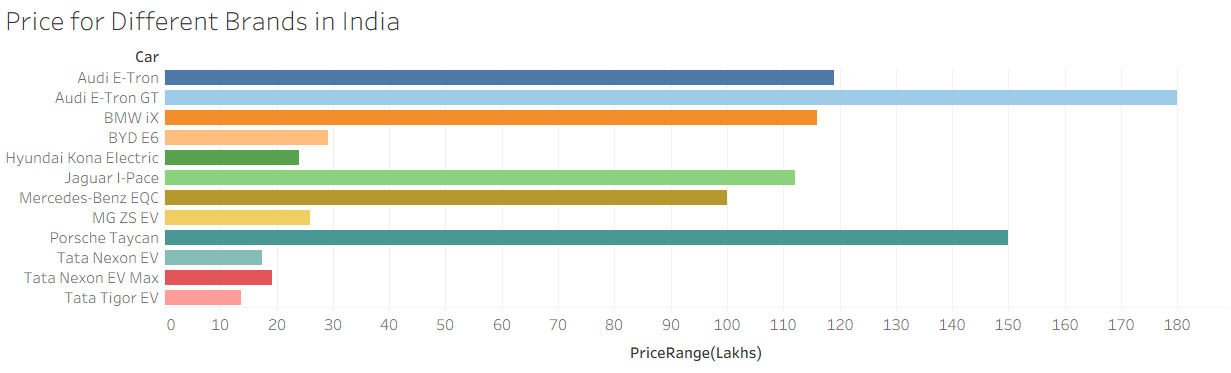 Price for Different Brands in India
Car
Audi E-Tron
Audi E-Tron GT
BMW iX
BYD E6
Hyundai Kona Electric
Jaguar I-Pace
Mercedes-Benz EQC
MG ZS EV
Porsche Taycan
Tata Nexon EV
Tata Nexon EV Max
Tata Tigor EV
0 10 20 30 40 50 60 70 80 90 100 110 120 130 140 150 160 170 180
PriceRange(Lakhs)